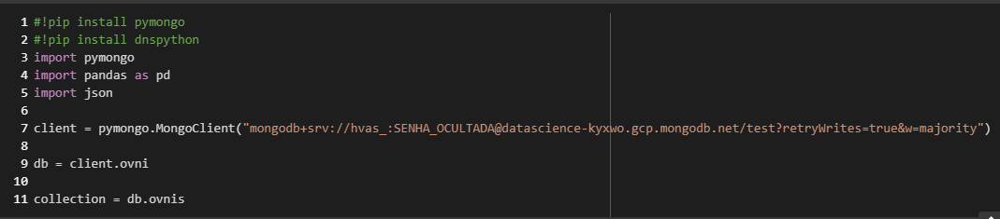 1 #!pip install pymongo
2 #!pip install dnspython
3 import pymongo
4 import pandas as pd
5 import json
6
7 client = pymongo.MongoClient("mongodb+srv://hvas_:SENHA_OCULTADA@datascience-kyxwo.gcp.mongodb.net/test?retryWrites=true&w=majority")
8
9 db = client.ovni
10
11 collection = db.ovnis